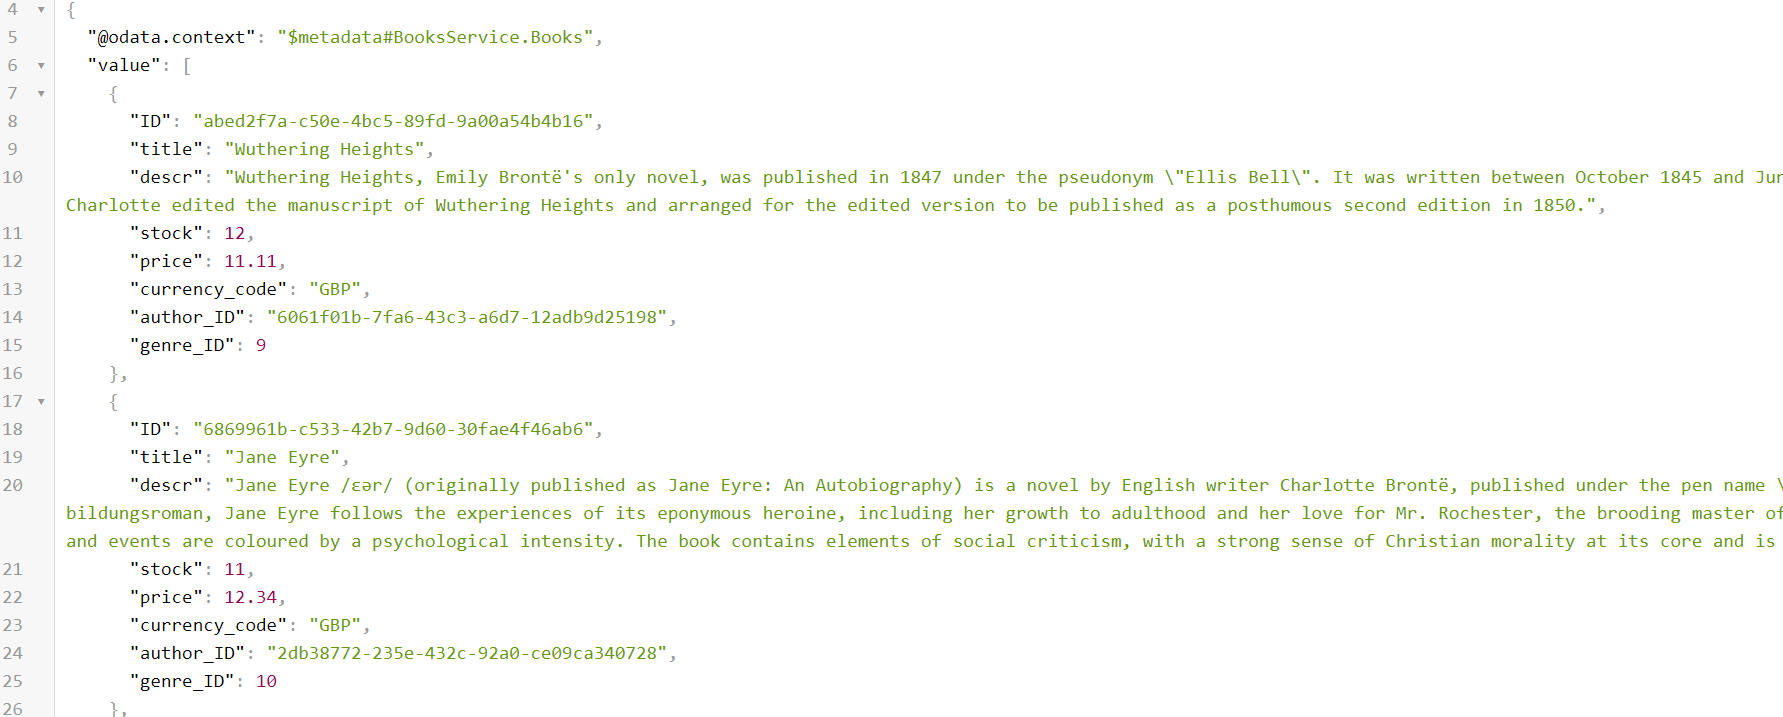 4 {
5 "@odata.context": "$metadata#BooksService.Books",
6 "value": [
7 {
8 "ID": "abed2f7a-c50e-4bc5-89fd-9a00a54b4b16",
9 "title": "Wuthering Heights",
10 "descr": "Wuthering Heights, Emily Brontë's only novel, was published in 1847 under the pseudonym \"Ellis Bell\". It was written between October 1845 and
Charlotte edited the manuscript of Wuthering Heights and arranged for the edited version to be published as a posthumous second edition in 1850.",
11 "stock": 12,
12 "price": 11.11,
13 "currency_code": "GBP",
14 "author_ID": "6061f01b-7fa6-43c3-a6d7-12adb9d25198",
15 "genre_ID": 9
16 },
17 {
18 "ID": "6869961b-c533-42b7-9d60-30fae4f46ab6",
19 "title": "Jane Eyre",
20 "descr": "Jane Eyre /ɛər/ (originally published as Jane Eyre: An Autobiography) is a novel by English writer Charlotte Brontë, published under the pen name \
bildungsroman, Jane Eyre follows the experiences of its eponymous heroine, including her growth to adulthood and her love for Mr. Rochester, the brooding master of
and events are coloured by a psychological intensity. The book contains elements of social criticism, with a strong sense of Christian morality at its core and is
21 "stock": 11,
22 "price": 12.34,
23 "currency_code": "GBP",
24 "author_ID": "2db38772-235e-432c-92a0-ce09ca340728",
25 "genre_ID": 10
26 },